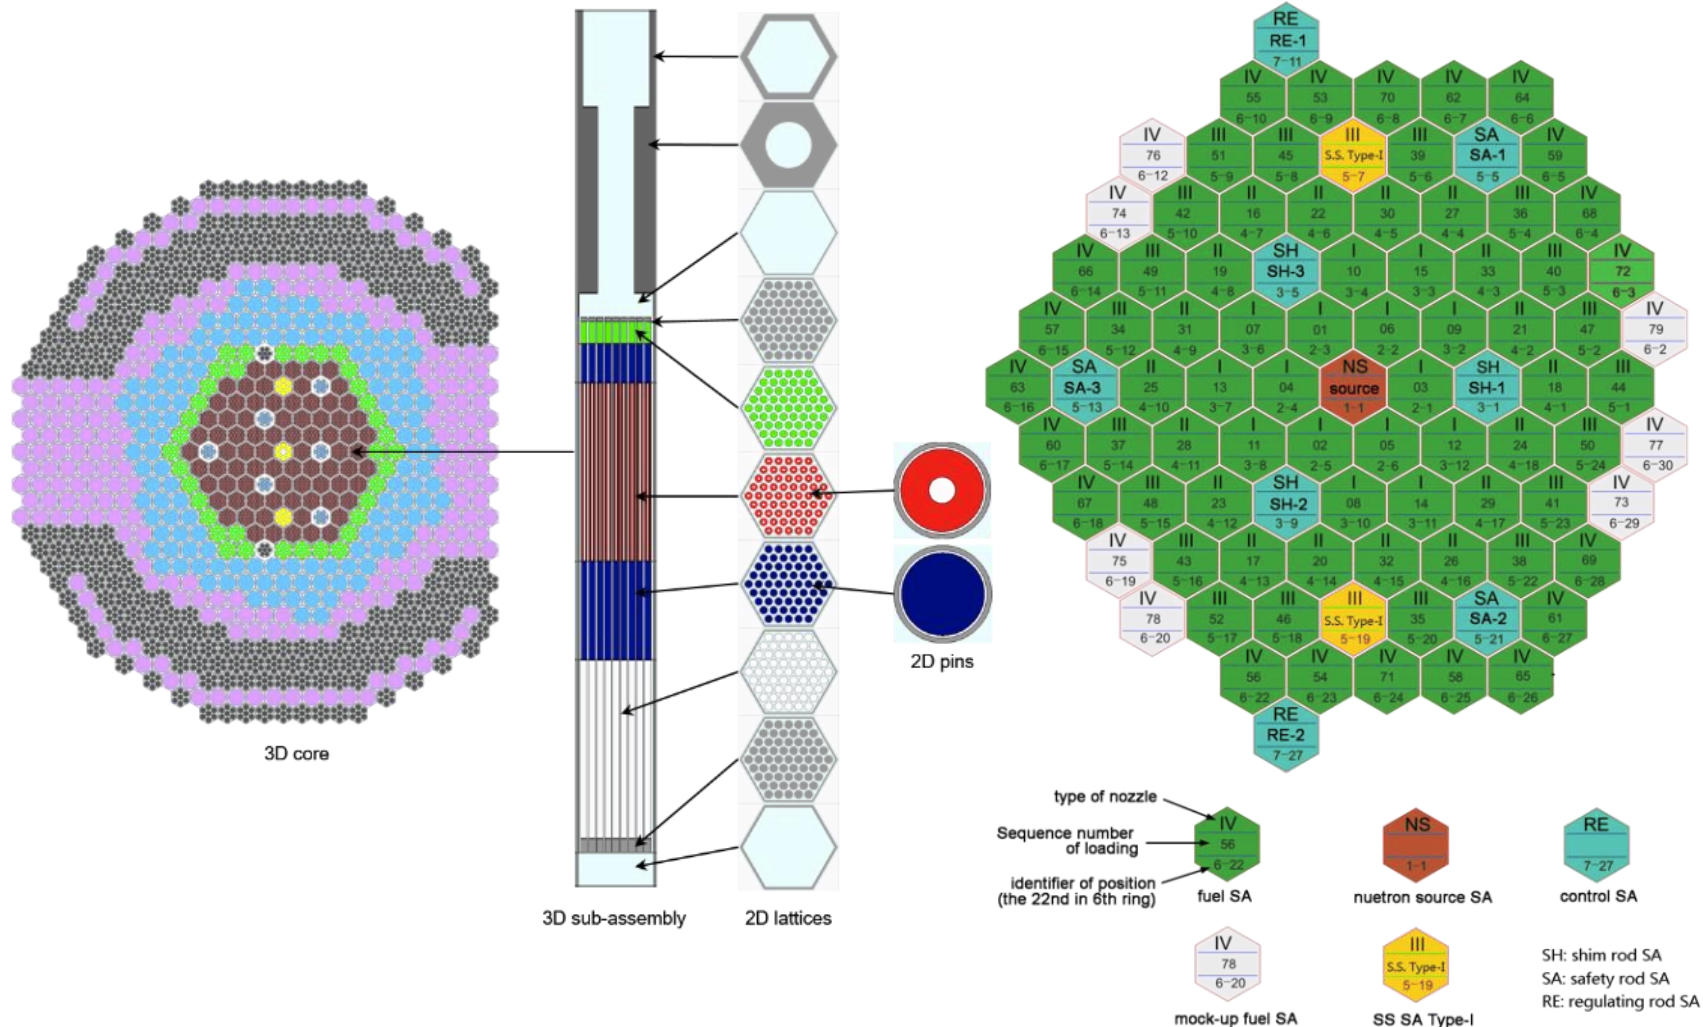 RE
RE-1
7-11
IV IV IV IV IV
55 53 70 62 64
6-10 6-9 6-8 6-7 6-6
IV III III III III SA IV
76 51 45 S.S. Type-I 39 SA-1 59
6-12 5-9 5-8 5-7 5-6 5-5 6-5
IV III II II II II III IV
74 42 16 22 30 27 36 68
6-13 5-10 4-7 4-6 4-5 4-4 5-4 6-4
IV III II SH I I II III IV
66 49 19 SH-3 10 15 33 40 72
6-14 5-11 4-8 3-5 3-4 3-3 4-3 5-3 6-3
IV III II I I I I II III IV
57 34 31 07 01 06 09 21 47 79
6-15 5-12 4-9 3-6 2-3 2-2 3-2 4-2 5-2 6-2
IV SA II I I NS I SH II III
63 SA-3 25 13 04 source 03 SH-1 18 44
6-16 5-13 4-10 3-7 2-4 1-1 2-1 3-1 4-1 5-1
IV III II I I I I II III IV
60 37 28 11 02 05 12 24 50 77
6-17 5-14 4-11 3-8 2-5 2-6 3-12 4-18 5-24 6-30
IV III II SH I I II III IV
67 48 23 SH-2 08 14 29 41 73
6-18 5-15 4-12 3-9 3-10 3-11 4-17 5-23 6-29
IV III II II II II III IV
75 43 17 20 32 26 38 69
6-19 5-16 4-13 4-14 4-15 4-16 5-22 6-28
IV III III III III SA IV
78 52 46 S.S. Type-I 35 SA-2 61
6-20 5-17 5-18 5-19 5-20 5-21 6-27
IV IV IV IV IV
56 54 71 58 65
6-22 6-23 6-24 6-25 6-26
RE
RE-2
7-27
2D pins
3D core
3D sub-assembly
2D lattices
type of nozzle
Sequence number
of loading
identifier of position
(the 22nd in 6th ring)
IV
56
6-22
fuel SA
NS
1-1
nuetron source SA
RE
7-27
control SA
IV
78
6-20
mock-up fuel SA
III
S.S. Type-I
5-19
SS SA Type-I
SH: shim rod SA
SA: safety rod SA
RE: regulating rod SA